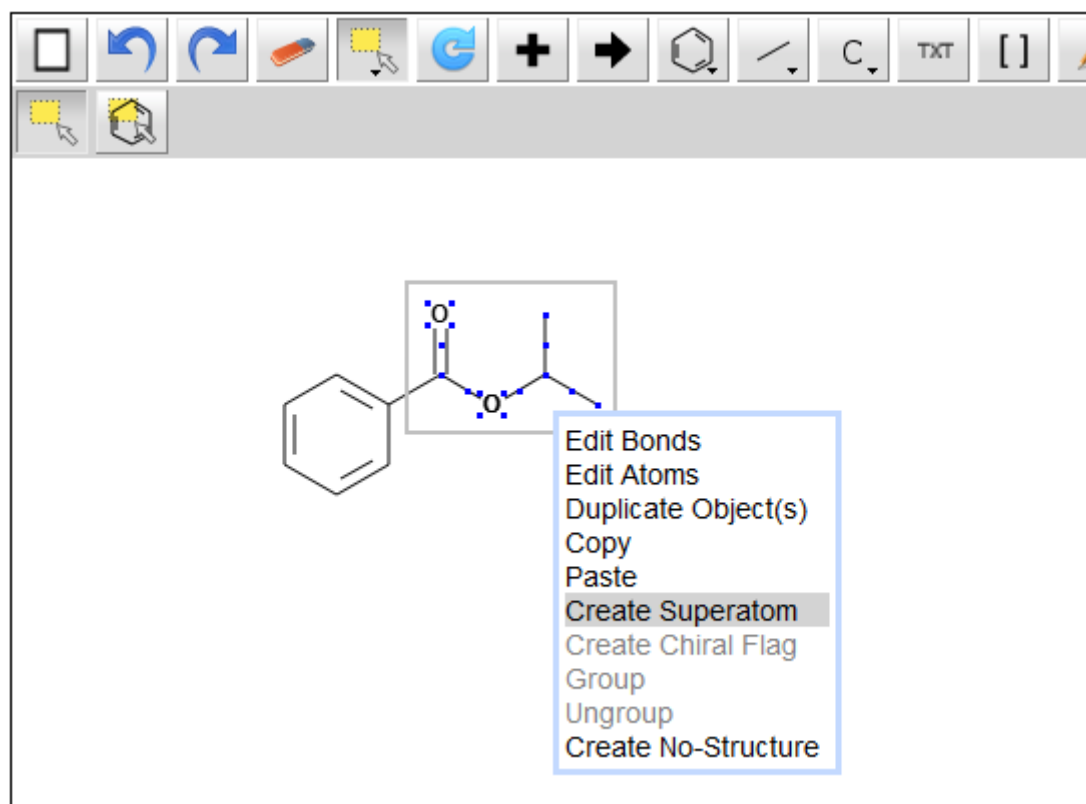 C TXT [ ]
O
O
Edit Bonds
Edit Atoms
Duplicate Object(s)
Copy
Paste
Create Superatom
Create Chiral Flag
Group
Ungroup
Create No-Structure